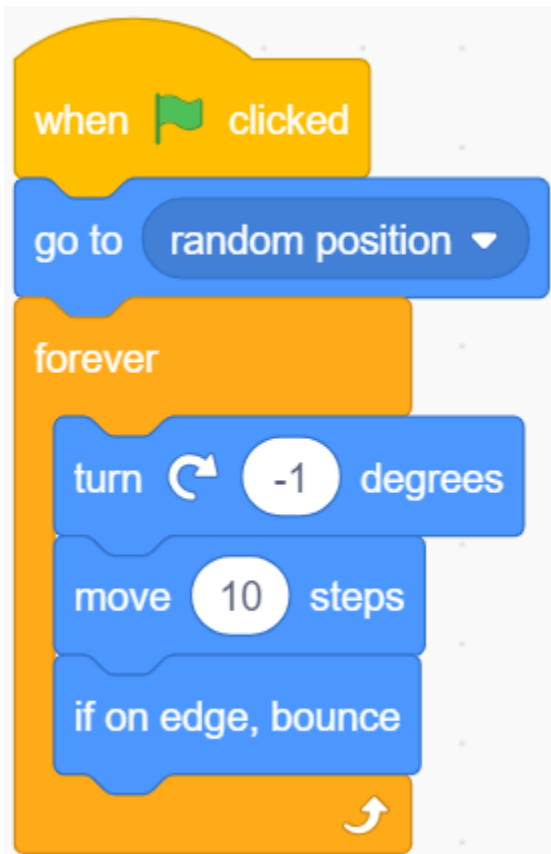 when clicked
go to random position
forever
turn -1 degrees
move 10 steps
if on edge, bounce